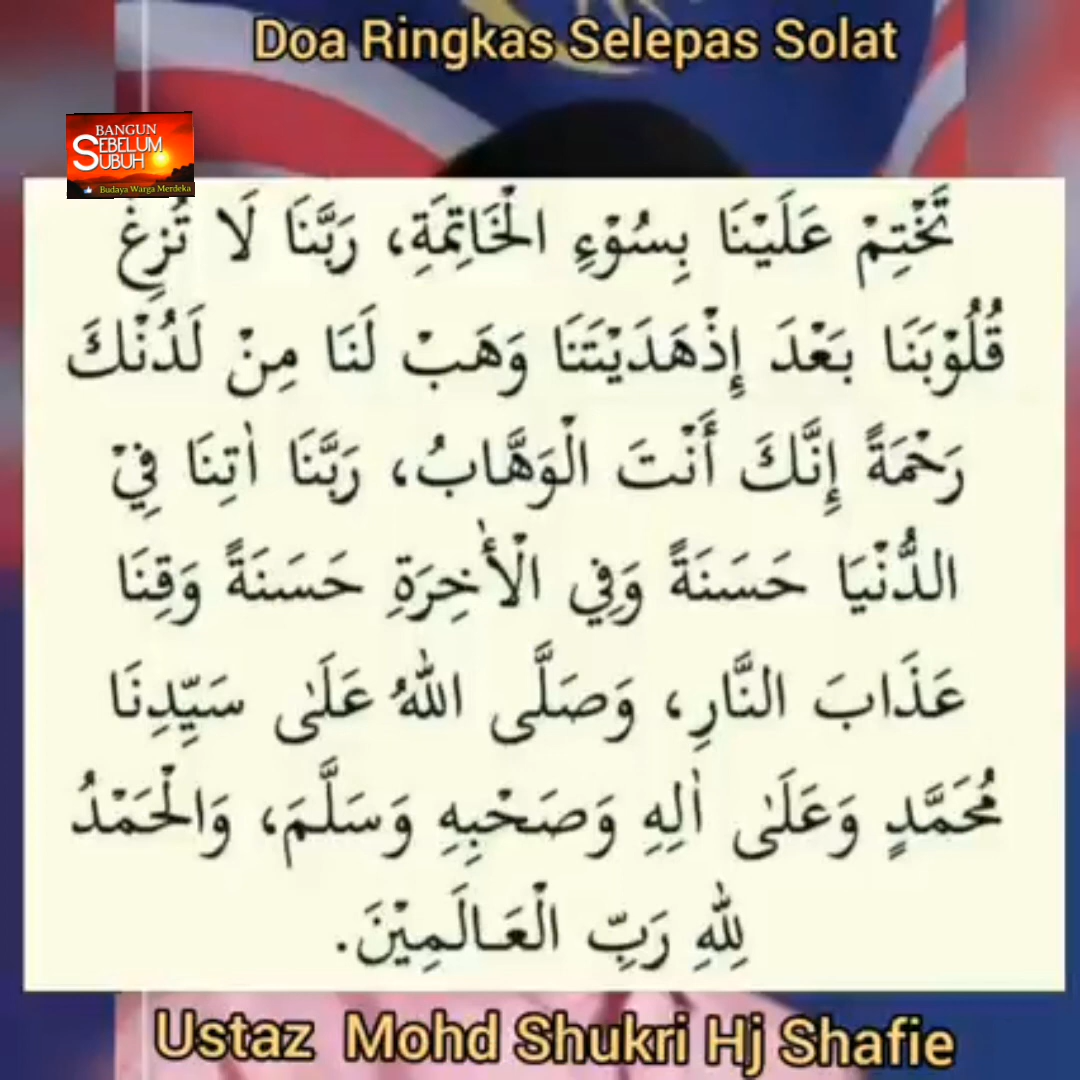 Doa Ringkas Selepas Solat
BANGUN
SEBELUM
SUBUH
Budaya Warga Merdeka
تَخْتِمْ عَلَيْنَا بِسُوْءِ الْخَاتِمَةِ، رَبَّنَا لَا تُزِغْ
قُلُوْبَنَا بَعْدَ إِذْهَدَيْتَنَا وَهَبْ لَنَا مِنْ لَدُنْكَ
رَحْمَةً إِنَّكَ أَنْتَ الْوَهَّابُ، رَبَّنَا اٰتِنَا فِيْ
الدُّنْيَا حَسَنَةً وَفِي الْأٰخِرَةِ حَسَنَةً وَقِنَا
عَذَابَ النَّارِ، وَصَلَّى اللهُ عَلَى سَيِّدِنَا
مُحَمَّدٍ وَعَلَى اٰلِهِ وَصَحْبِهِ وَسَلَّمَ، وَالْحَمْدُ
لِلهِ رَبِّ الْعَالَمِيْنَ.
Ustaz Mohd Shukri Hj Shafie